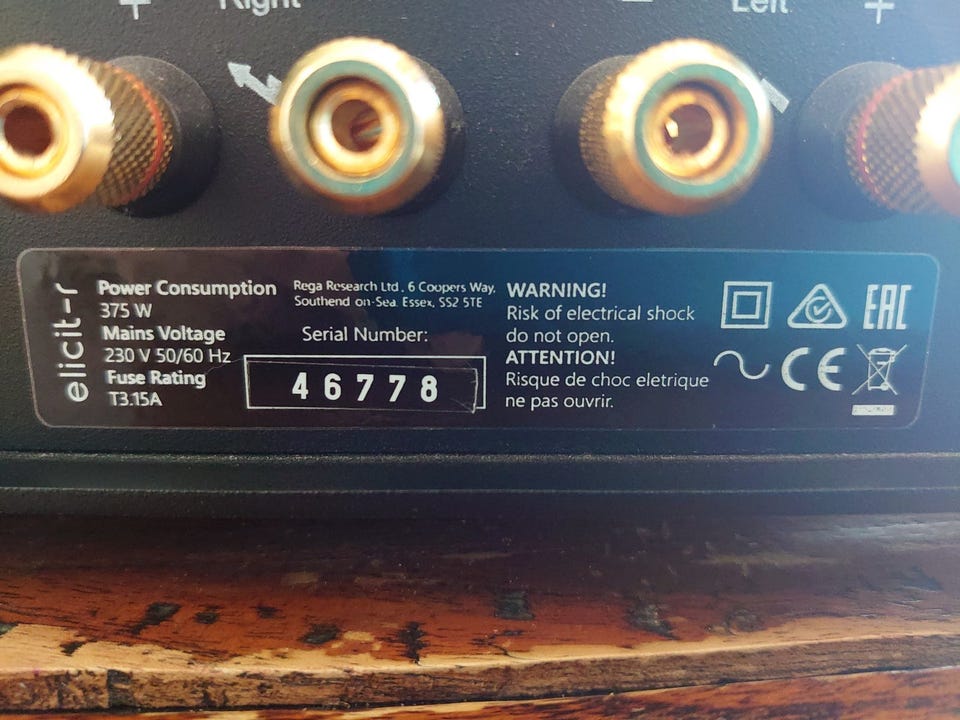 + Right - Left +
elicit-r
Power Consumption
375 W
Mains Voltage
230 V 50/60 Hz
Fuse Rating
T3.15A
Rega Research Ltd, 6 Coopers Way,
Southend on-Sea, Essex, SS2 5TE
Serial Number:
46778
WARNING!
Risk of electrical shock
do not open.
ATTENTION!
Risque de choc eletrique
ne pas ouvrir.
EAC
CE